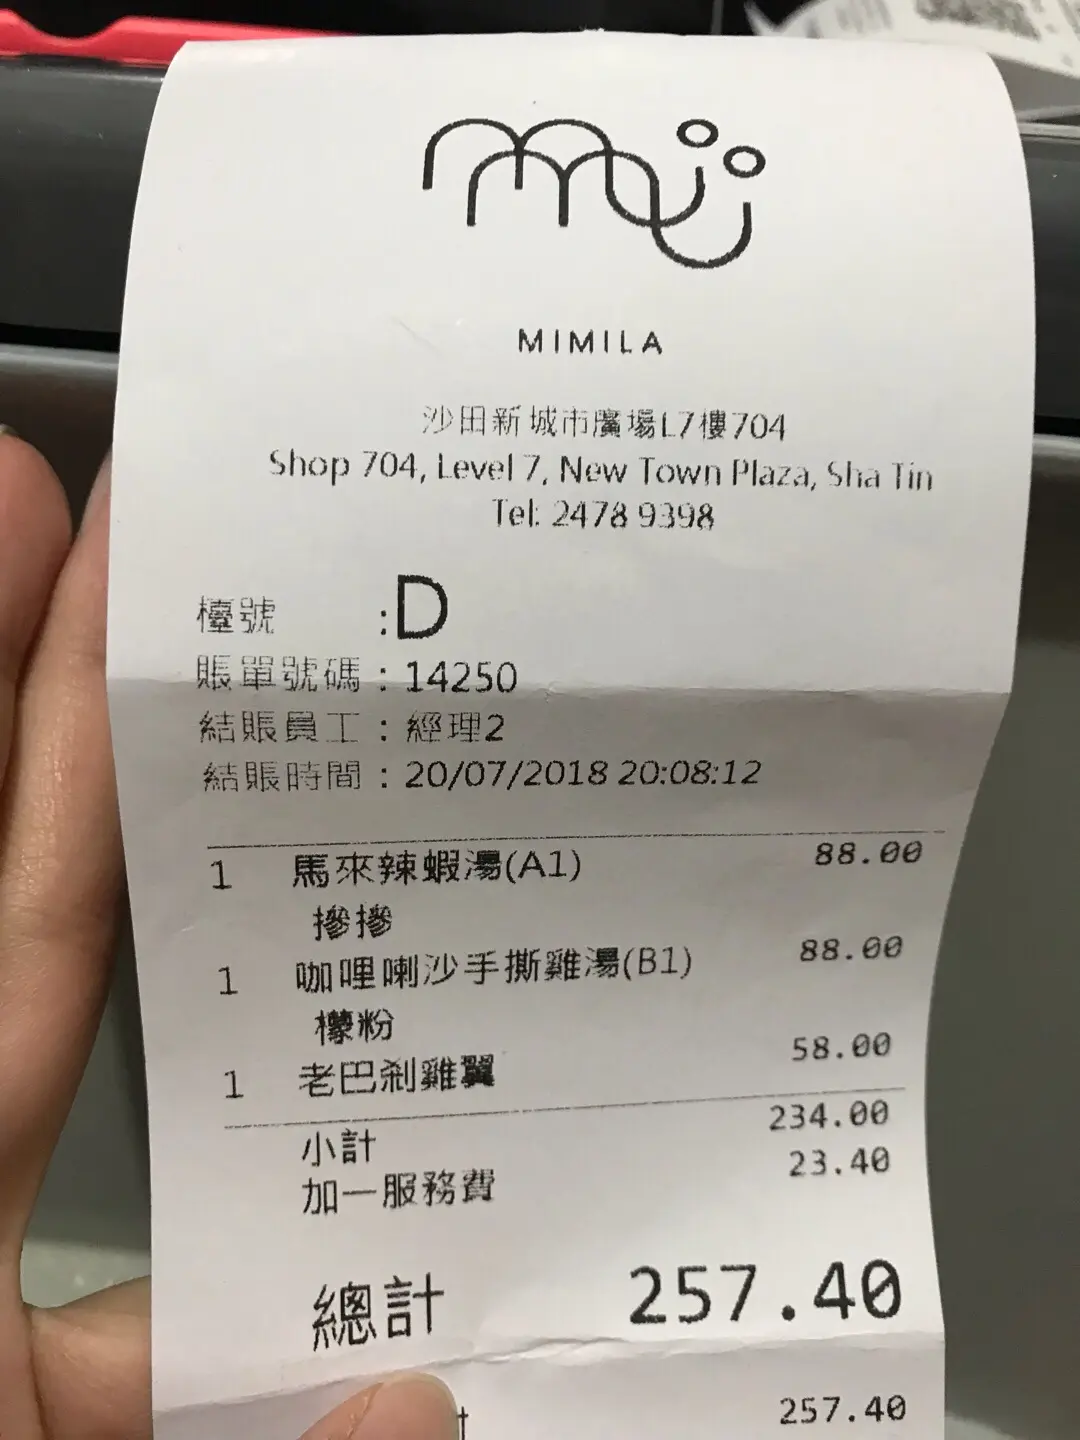 MIMILA
沙田新城市廣場L7樓704
Shop 704, Level 7, New Town Plaza, Sha Tin
Tel: 2478 9398
檯號 :D
賬單號碼 : 14250
結賬員工 : 經理2
結賬時間 : 20/07/2018 20:08:12
1 馬來辣蝦湯(A1) 88.00
摻摻
1 咖哩喇沙手撕雞湯(B1) 88.00
檬粉
1 老巴剎雞翼 58.00
小計 234.00
加一服務費 23.40
總計 257.40
257.40